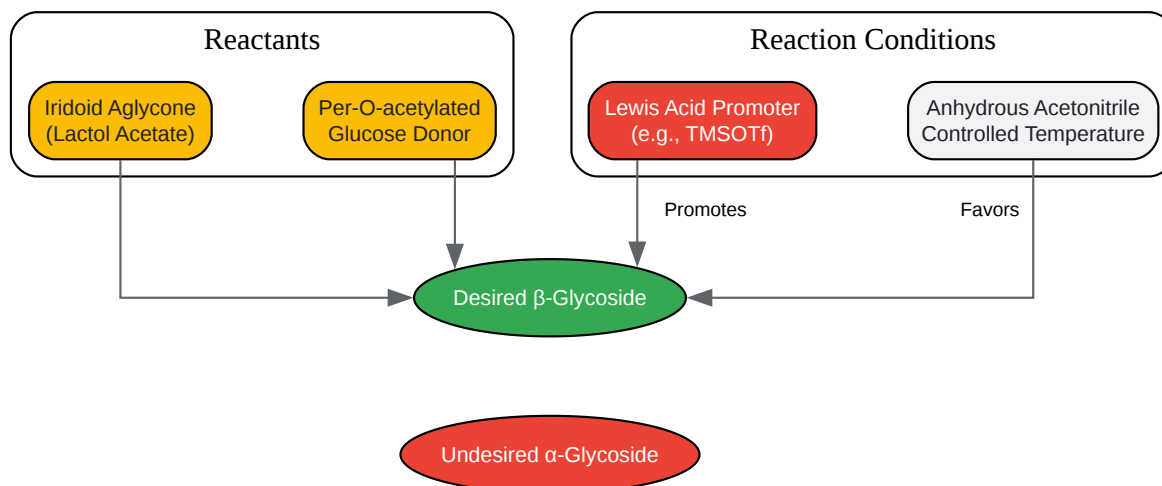 Reactants
Reaction Conditions
Iridoid Aglycone
(Lactol Acetate)
Per-O-acetylated
Glucose Donor
Lewis Acid Promoter
(e.g., TMSOTf)
Anhydrous Acetonitrile
Controlled Temperature
Promotes
Favors
Desired β-Glycoside
Undesired α-Glycoside